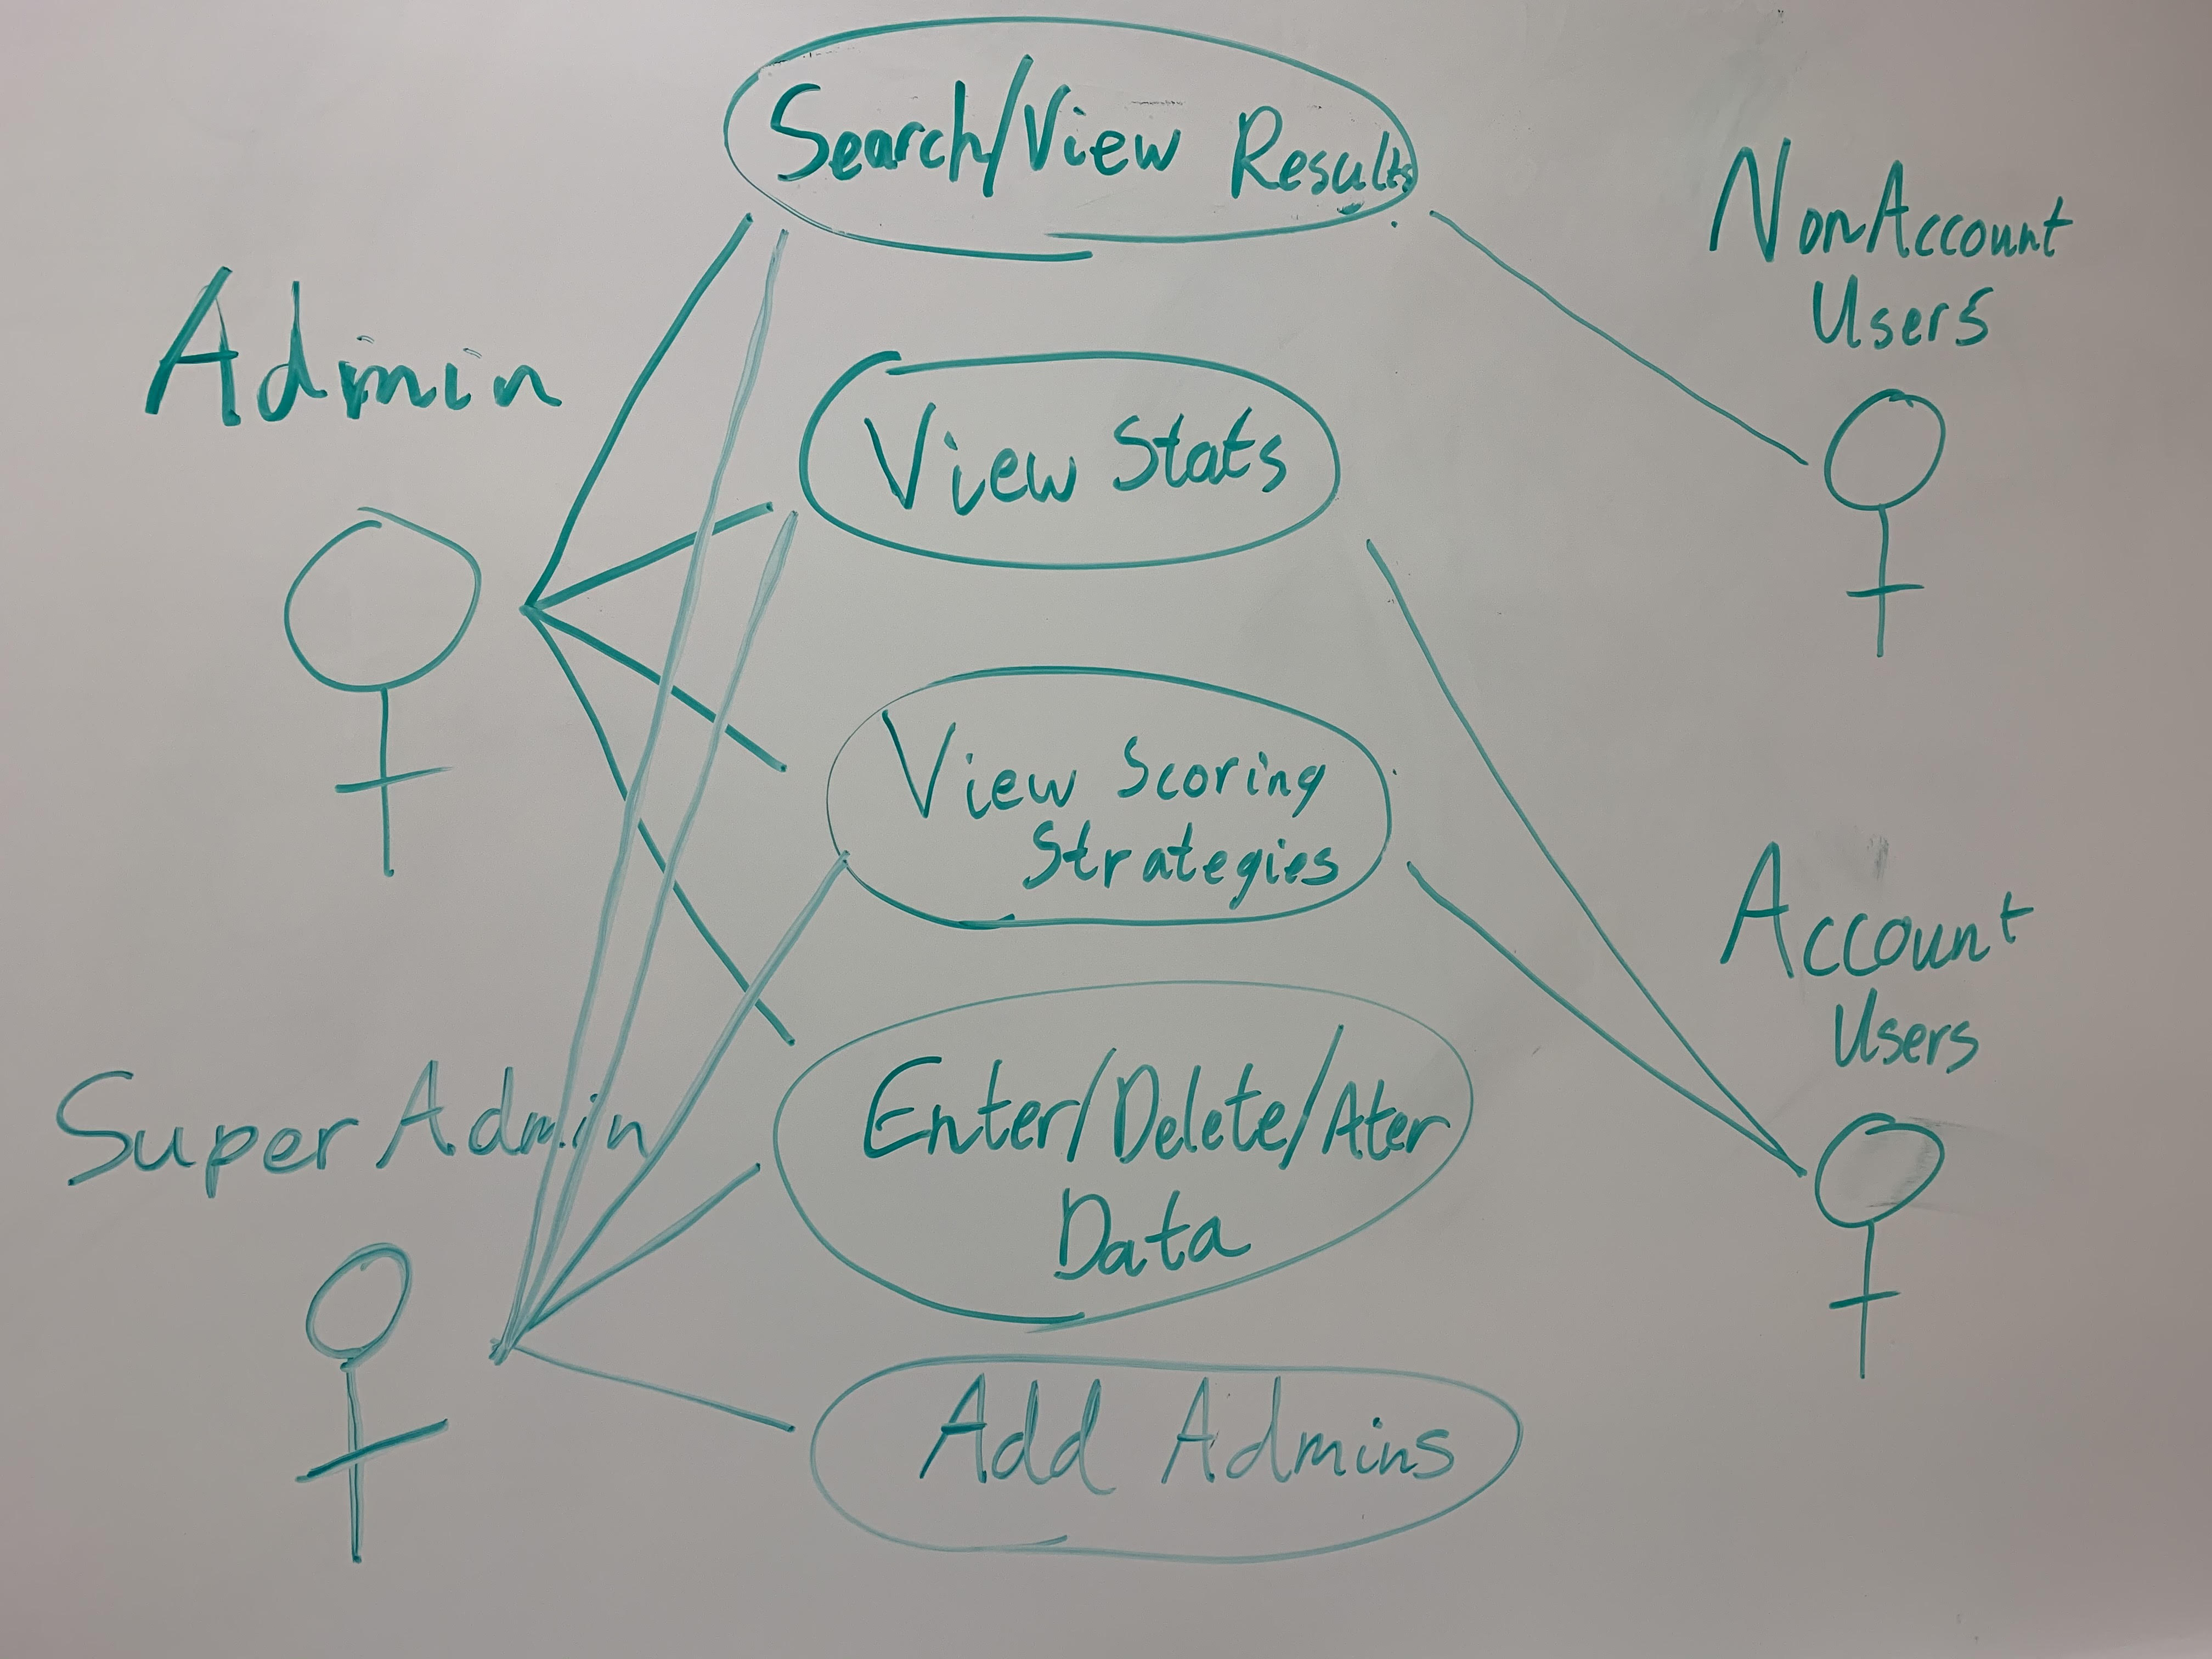 Search/View Results
NonAccount
Users
Admin
View Stats
View Scoring
Strategies
Account
Users
Super Admin
Enter/Delete/Ater
Data
Add Admins